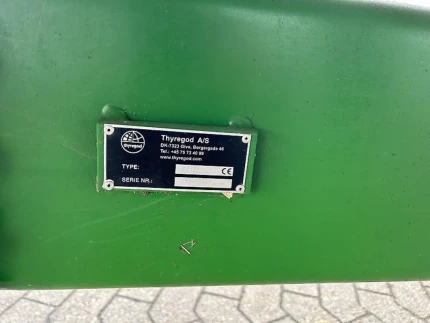 thyregod
Thyregod A/S
DK-7323 Give, Borgergade 46
Tel.: +45 75 73 40 99
www.thyregod.com
TYPE:
CE
SERIE NR.: